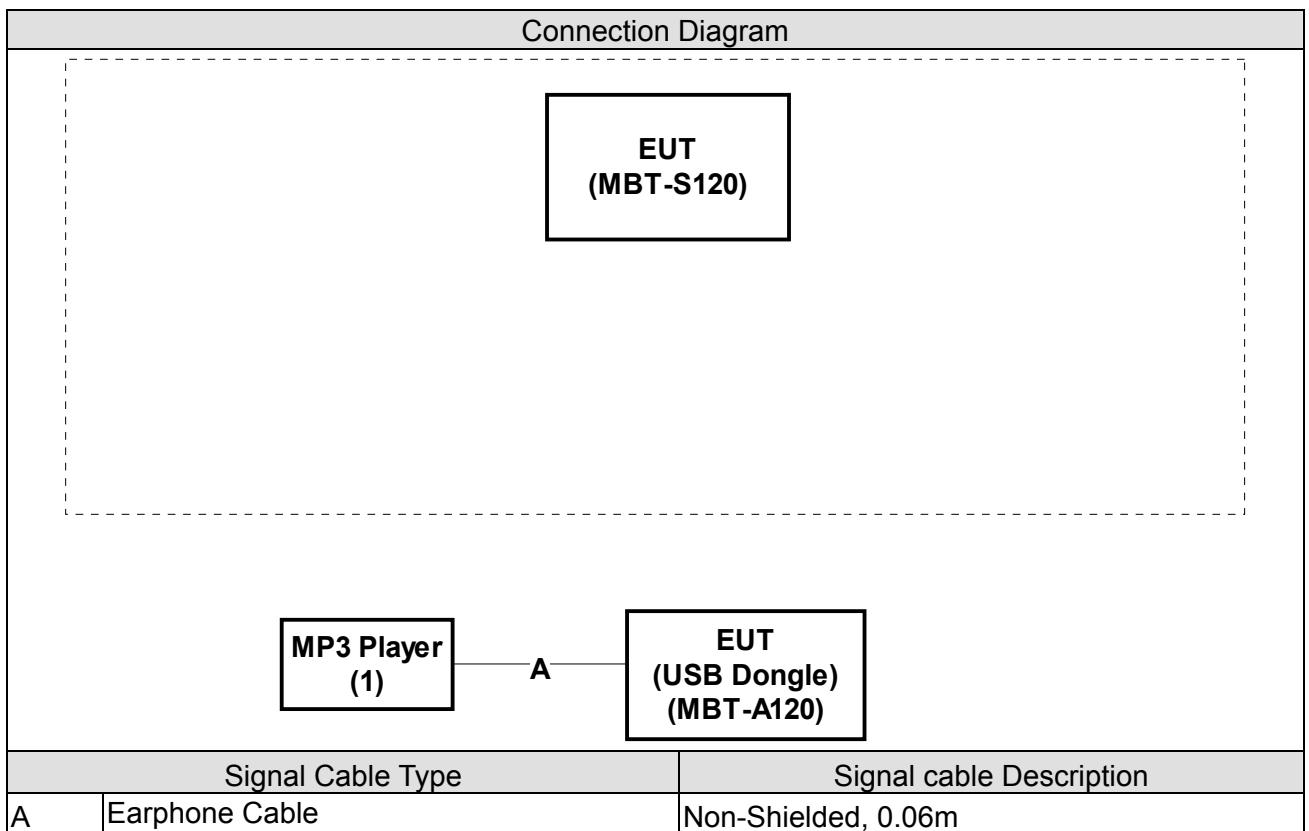 Connection Diagram
EUT
(MBT-S120)
MP3 Player
(1)
A
EUT
(USB Dongle)
(MBT-A120)
Signal Cable Type Signal cable Description
A Earphone Cable Non-Shielded, 0.06m